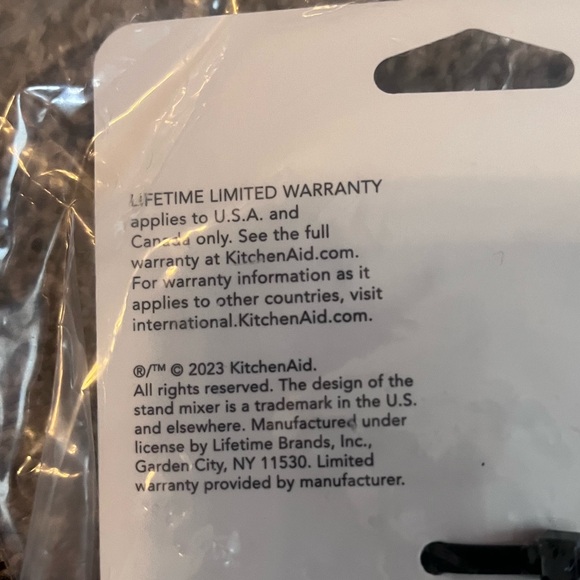 LIFETIME LIMITED WARRANTY
applies to U.S.A. and
Canada only. See the full
warranty at KitchenAid.com.
For warranty information as it
applies to other countries, visit
international.KitchenAid.com.
®/™ © 2023 KitchenAid.
All rights reserved. The design of the
stand mixer is a trademark in the U.S.
and elsewhere. Manufactured under
license by Lifetime Brands, Inc.,
Garden City, NY 11530. Limited
warranty provided by manufacturer.